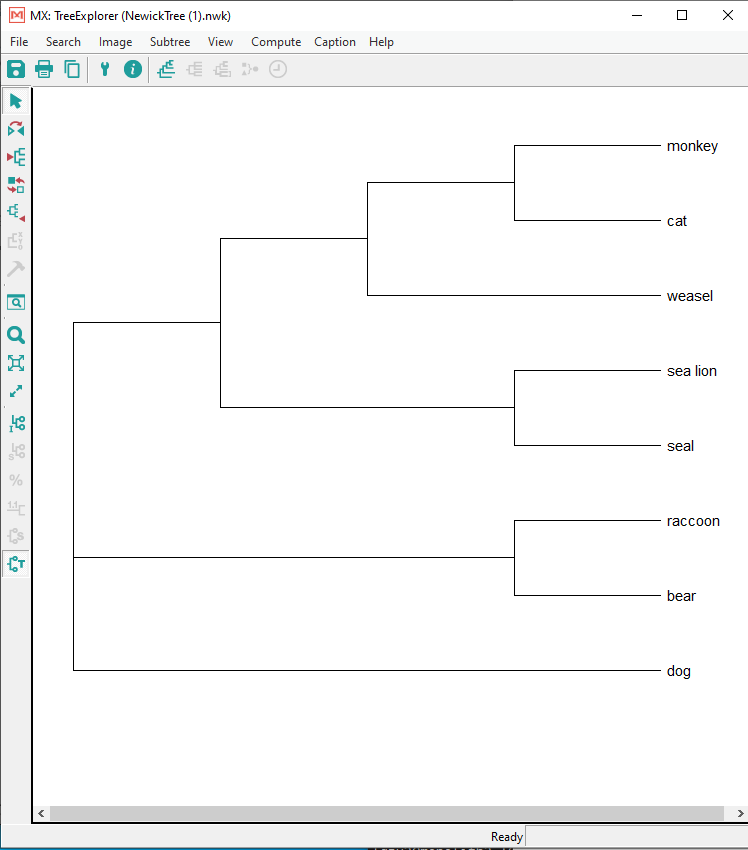 MX: TreeExplorer (NewickTree (1).nwk)
File Search Image Subtree View Compute Caption Help
monkey
cat
weasel
sea lion
seal
raccoon
bear
dog
Ready